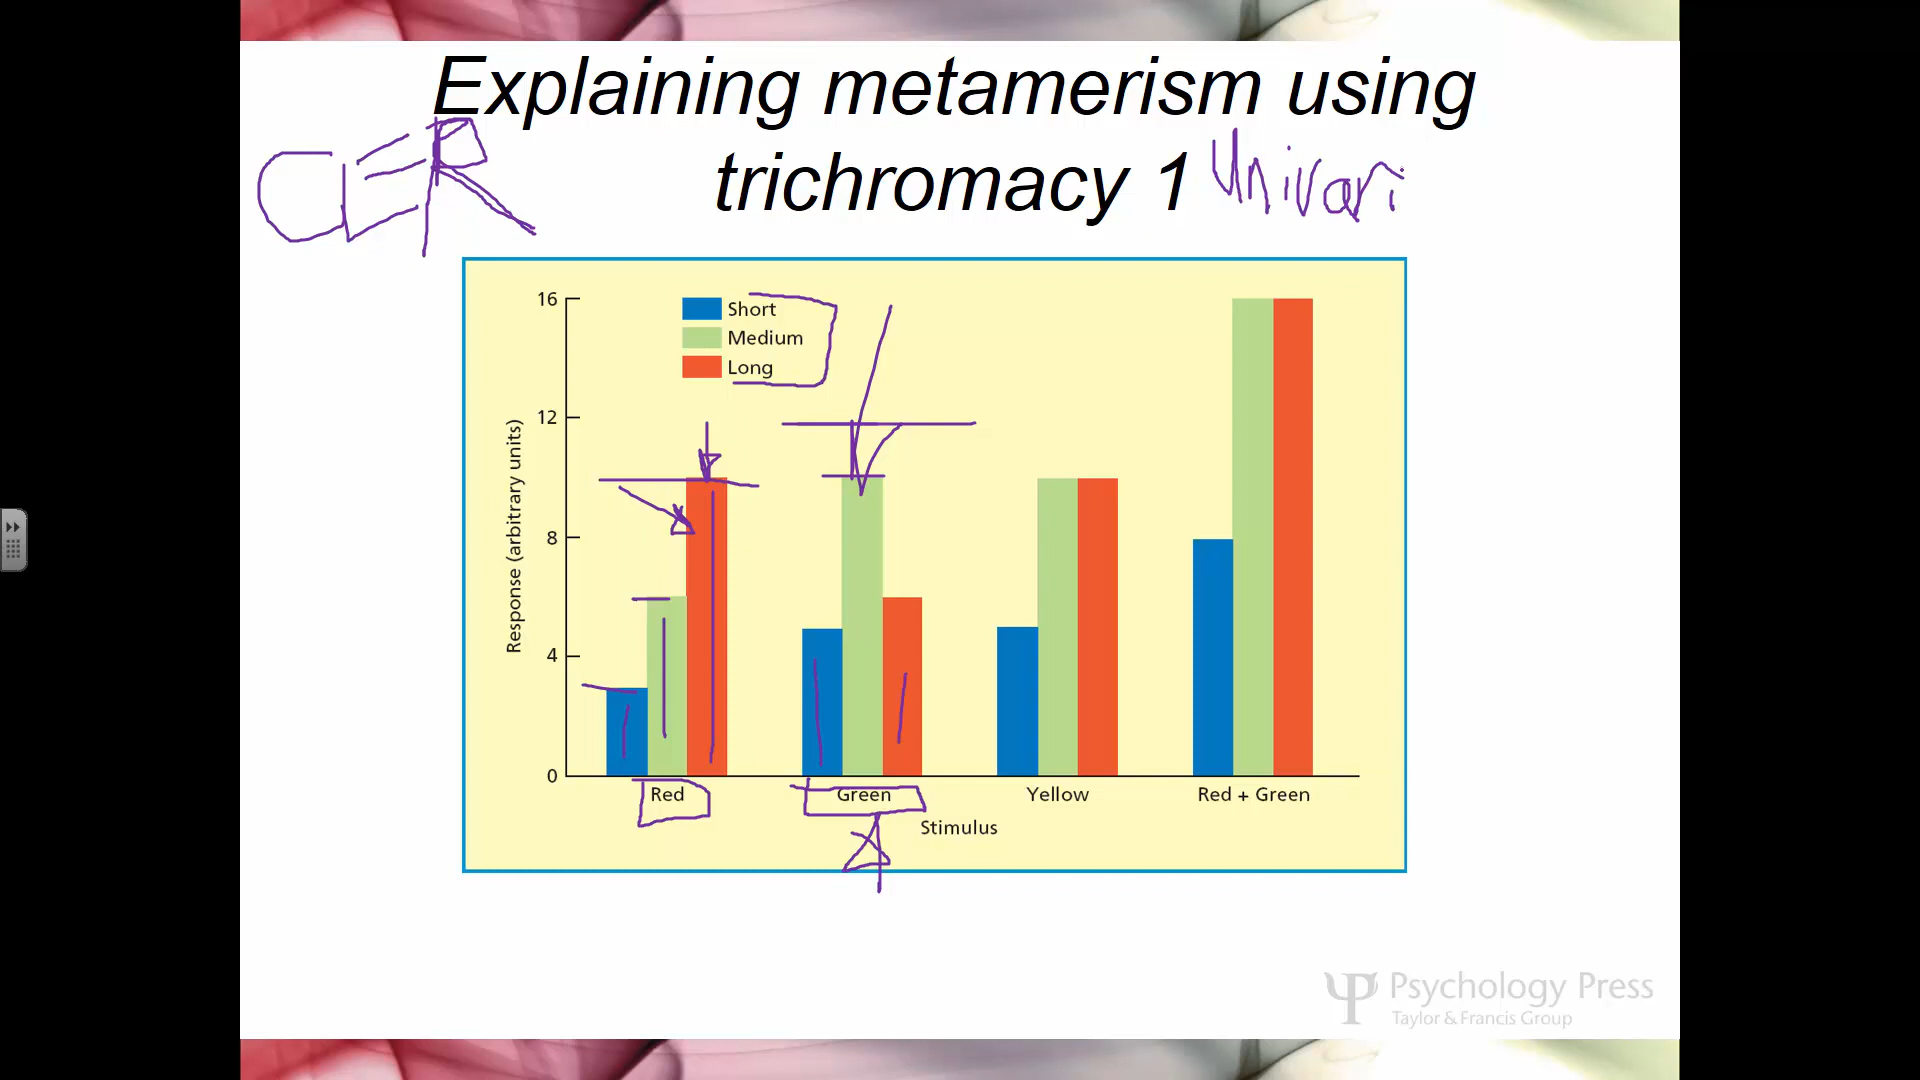 Explaining metamerism using
trichromacy 1 Univari
16
Short
Medium
Long
12
8
4
0
Response (arbitrary units)
Red
Green
Yellow
Red + Green
Stimulus
Psychology Press
Taylor & Francis Group